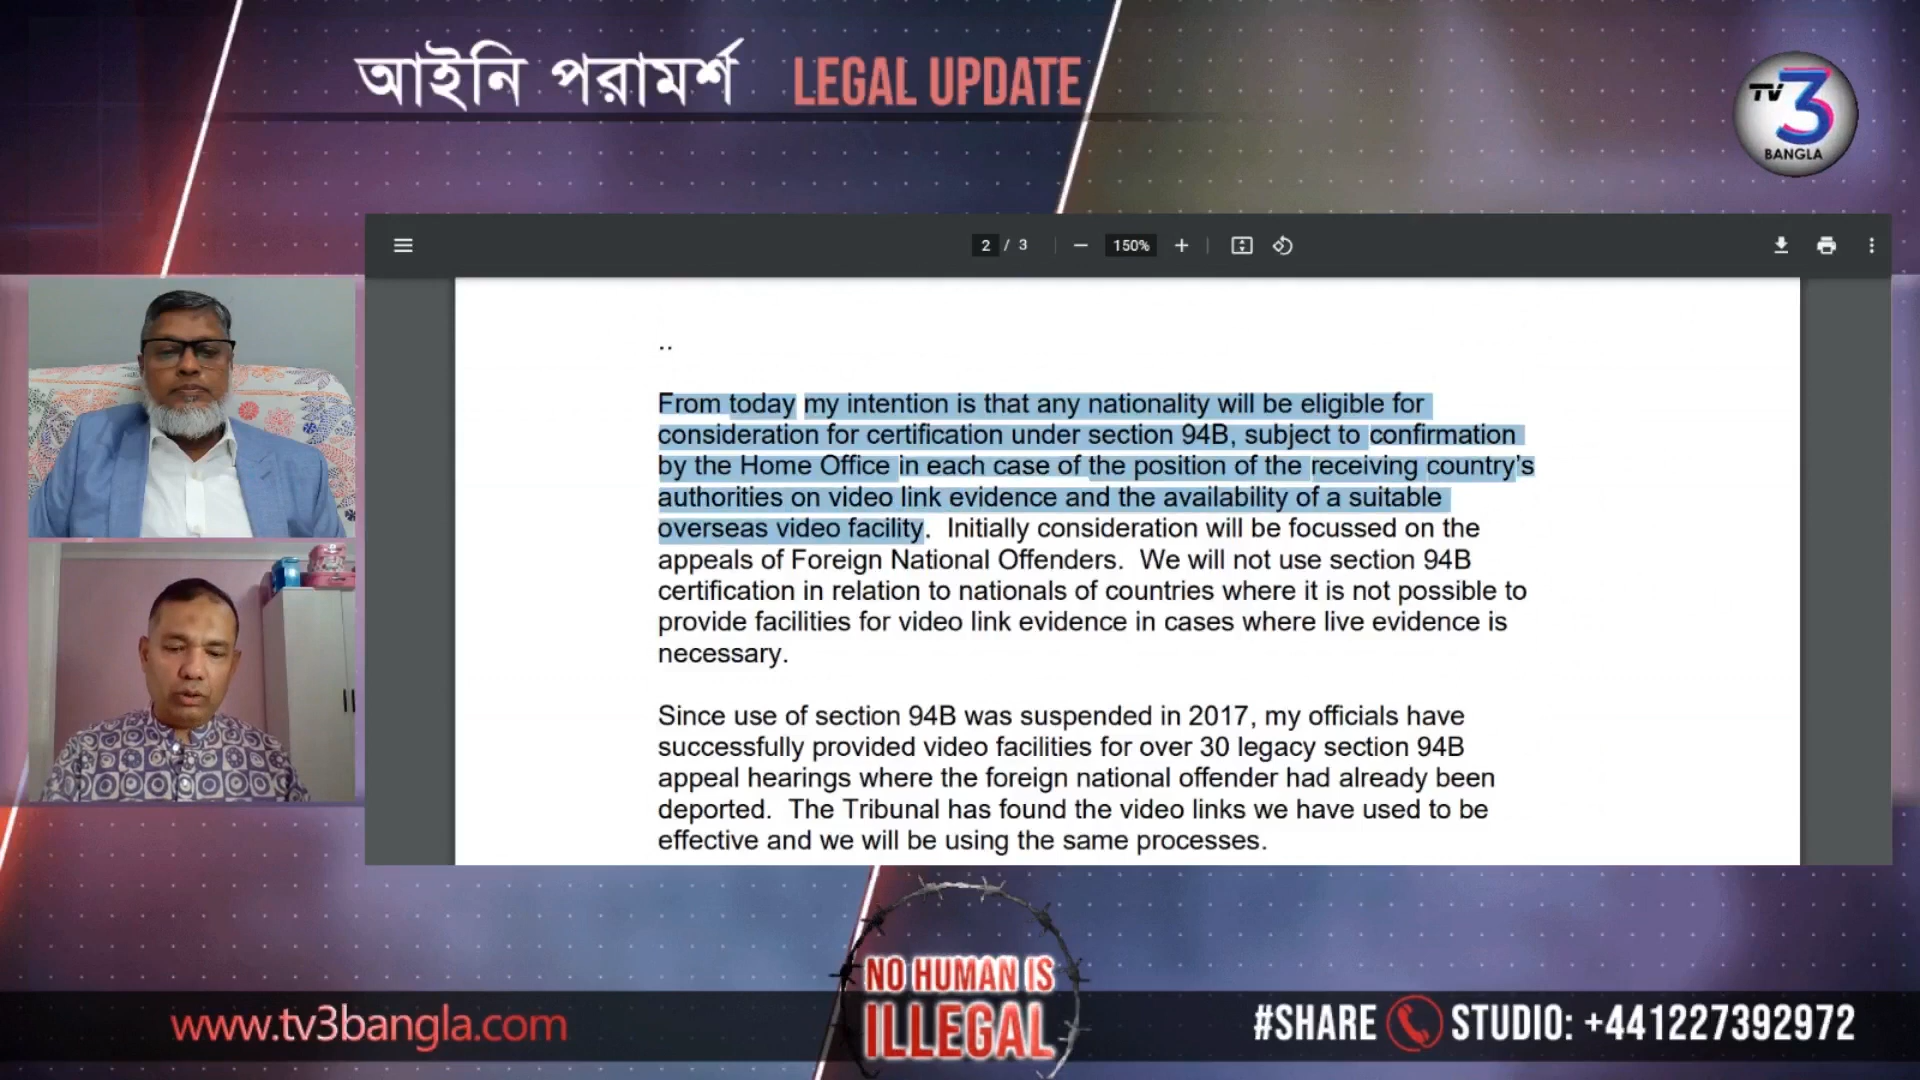 আইনি পরামর্শ LEGAL UPDATE
TV3
BANGLA
2 / 3 150%
..
From today my intention is that any nationality will be eligible for
consideration for certification under section 94B, subject to confirmation
by the Home Office in each case of the position of the receiving country's
authorities on video link evidence and the availability of a suitable
overseas video facility. Initially consideration will be focussed on the
appeals of Foreign National Offenders. We will not use section 94B
certification in relation to nationals of countries where it is not possible to
provide facilities for video link evidence in cases where live evidence is
necessary.
Since use of section 94B was suspended in 2017, my officials have
successfully provided video facilities for over 30 legacy section 94B
appeal hearings where the foreign national offender had already been
deported. The Tribunal has found the video links we have used to be
effective and we will be using the same processes.
NO HUMAN IS
ILLEGAL
www.tv3bangla.com
#SHARE STUDIO: +441227392972